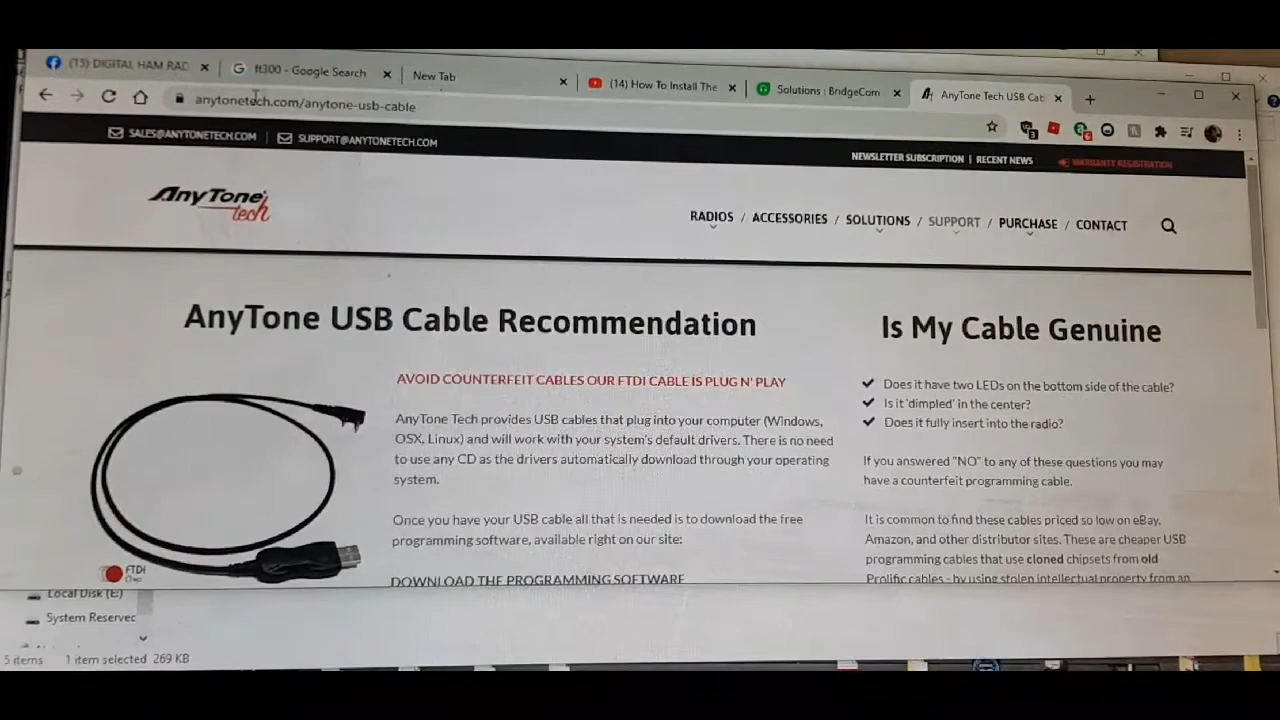 (15) DIGITAL HAM RAD
ft300 - Google Search
New Tab
(14) How To Install The
Solutions : BridgeCom
AnyTone Tech USB Cab
anytonetech.com/anytone-usb-cable
SALES@ANYTONETECH.COM | SUPPORT@ANYTONETECH.COM
NEWSLETTER SUBSCRIPTION | RECENT NEWS
WARRANTY REGISTRATION
AnyTone tech
RADIOS / ACCESSORIES / SOLUTIONS / SUPPORT / PURCHASE / CONTACT
AnyTone USB Cable Recommendation
AVOID COUNTERFEIT CABLES OUR FTDI CABLE IS PLUG N' PLAY
AnyTone Tech provides USB cables that plug into your computer (Windows,
OSX, Linux) and will work with your system's default drivers. There is no need
to use any CD as the drivers automatically download through your operating
system.
Once you have your USB cable all that is needed is to download the free
programming software, available right on our site:
DOWNLOAD THE PROGRAMMING SOFTWARE
FTDI
Is My Cable Genuine
Does it have two LEDs on the bottom side of the cable?
Is it 'dimpled' in the center?
Does it fully insert into the radio?
If you answered "NO" to any of these questions you may
have a counterfeit programming cable.
It is common to find these cables priced so low on eBay,
Amazon, and other distributor sites. These are cheaper USB
programming cables that use cloned chipsets from old
Prolific cables - by using stolen intellectual property from an
Local Disk (E:)
System Reserved
5 items 1 item selected 269 KB